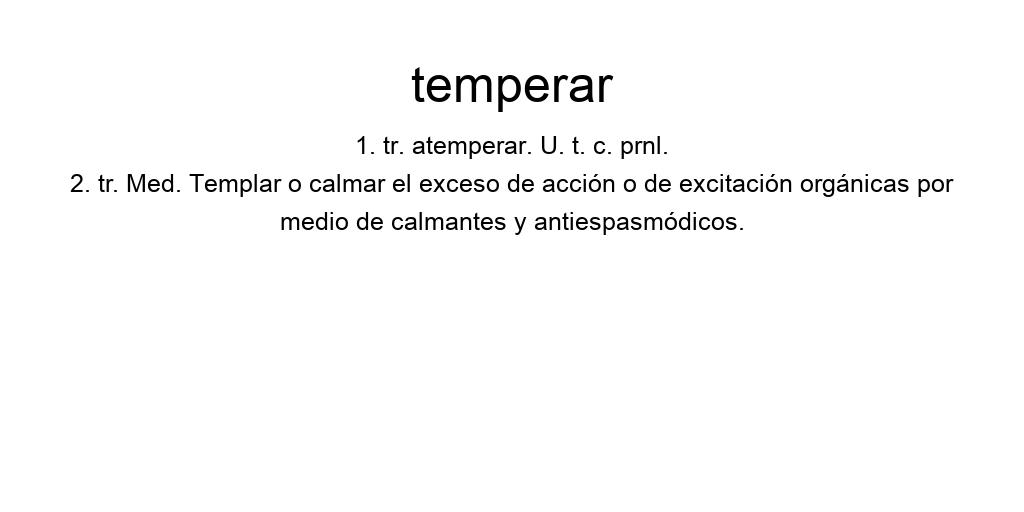 temperar
1. tr. atemperar. U. t. c. prnl.
2. tr. Med. Templar o calmar el exceso de acción o de excitación orgánicas por
medio de calmantes y antiespasmódicos.